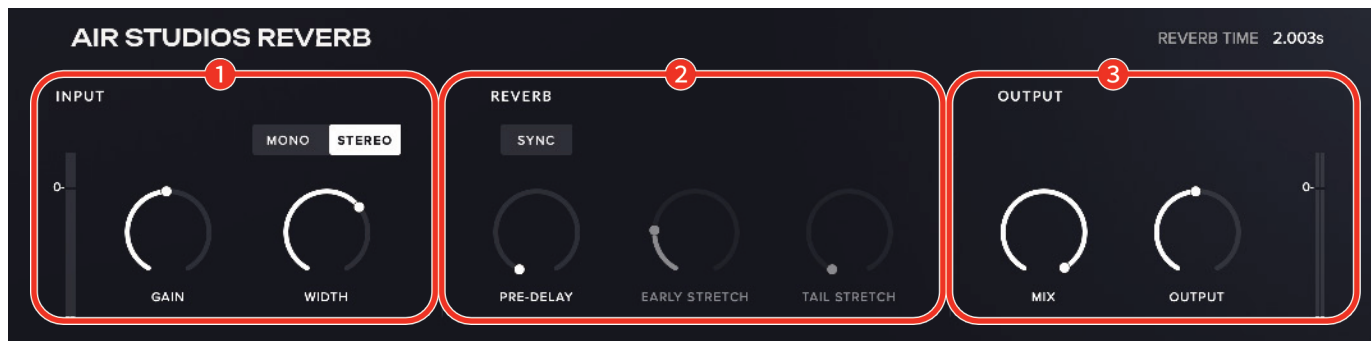 AIR STUDIOS REVERB
REVERB TIME 2.003s
1
2
3
INPUT
REVERB
OUTPUT
MONO STEREO
SYNC
0-
0-
GAIN
WIDTH
PRE-DELAY
EARLY STRETCH
TAIL STRETCH
MIX
OUTPUT